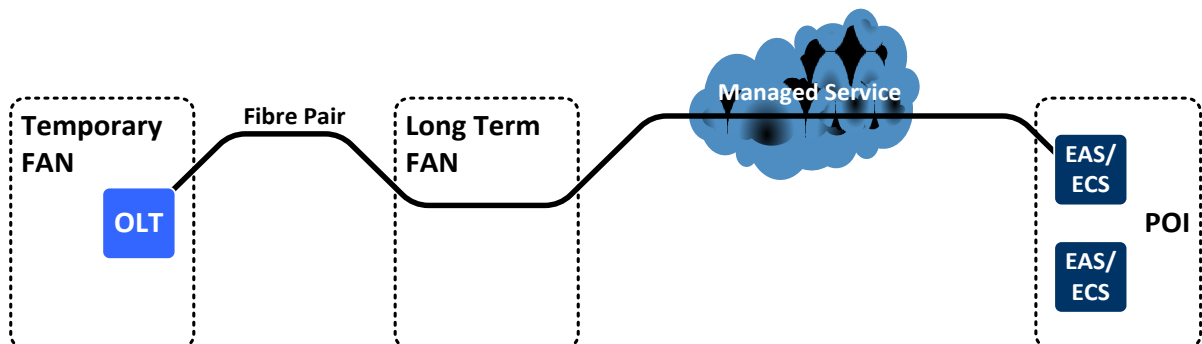 Temporary
FAN
OLT
Fibre Pair
Long Term
FAN
Managed Service
EAS/
ECS
POI
EAS/
ECS